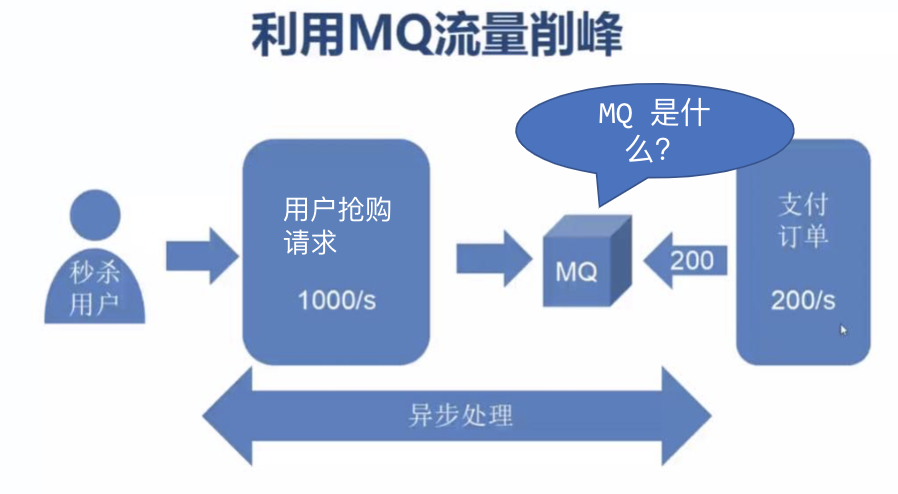 利用MQ流量削峰
MQ 是什
么?
用户抢购
请求
1000/s
秒杀
用户
MQ
200
支付
订单
200/s
异步处理